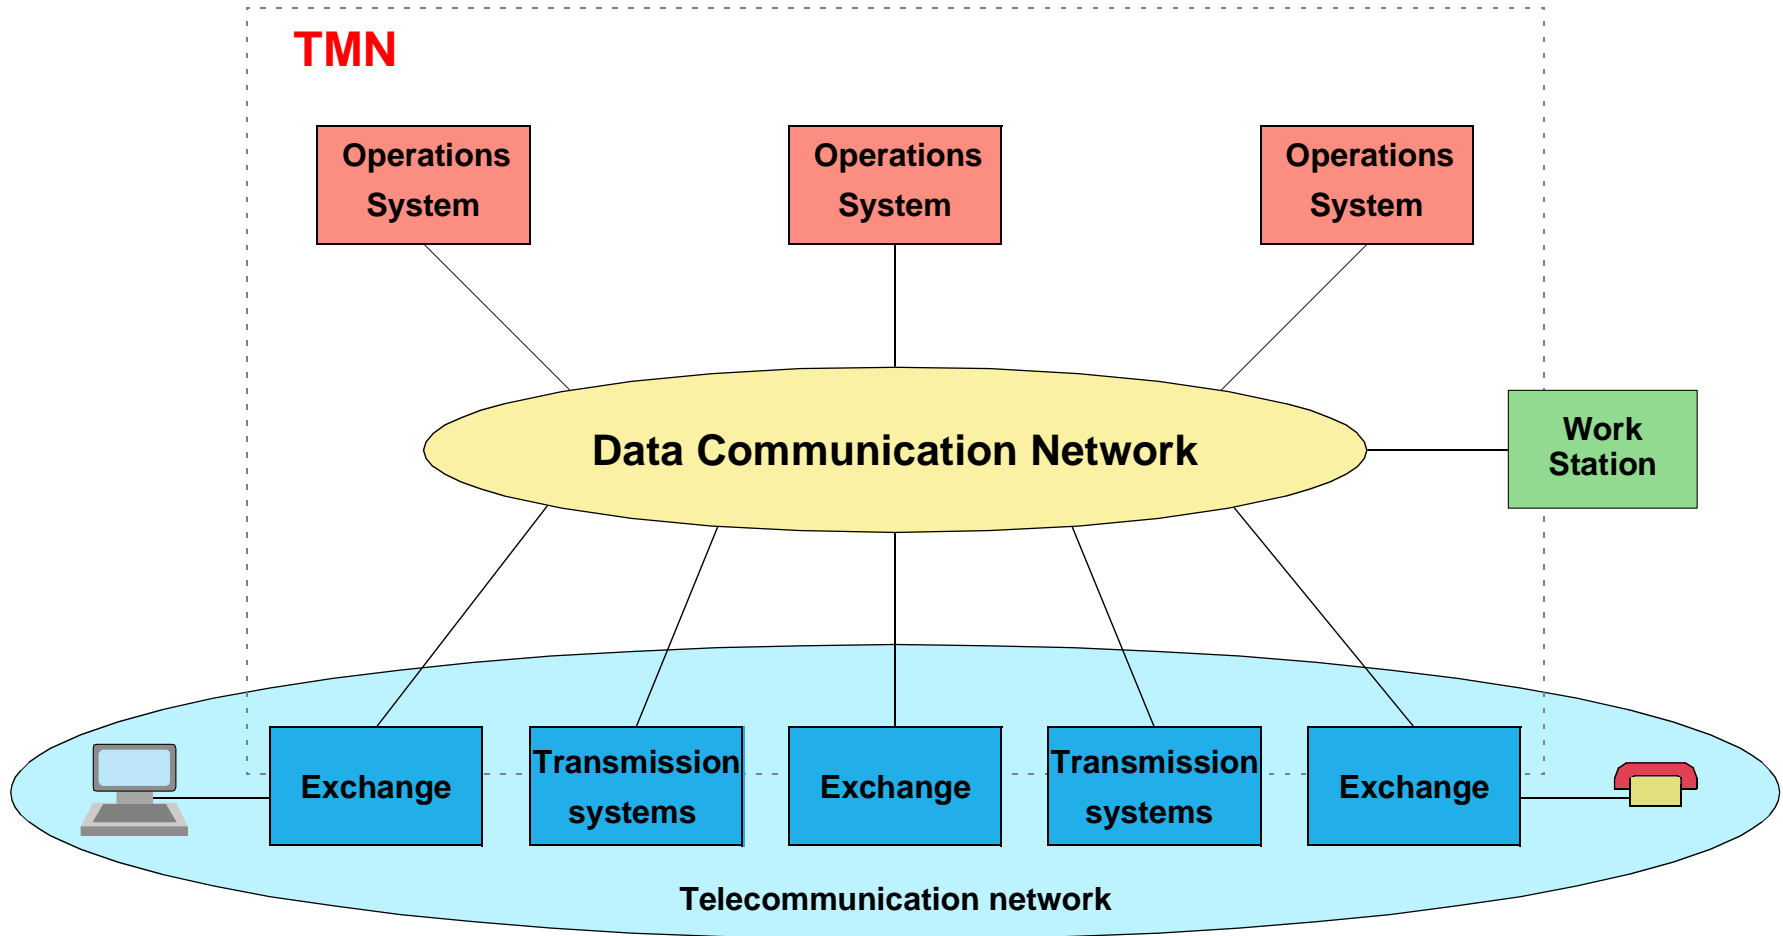 TMN
Operations
System
Operations
System
Operations
System
Data Communication Network
Work
Station
Exchange
Transmission
systems
Exchange
Transmission
systems
Exchange
Telecommunication network